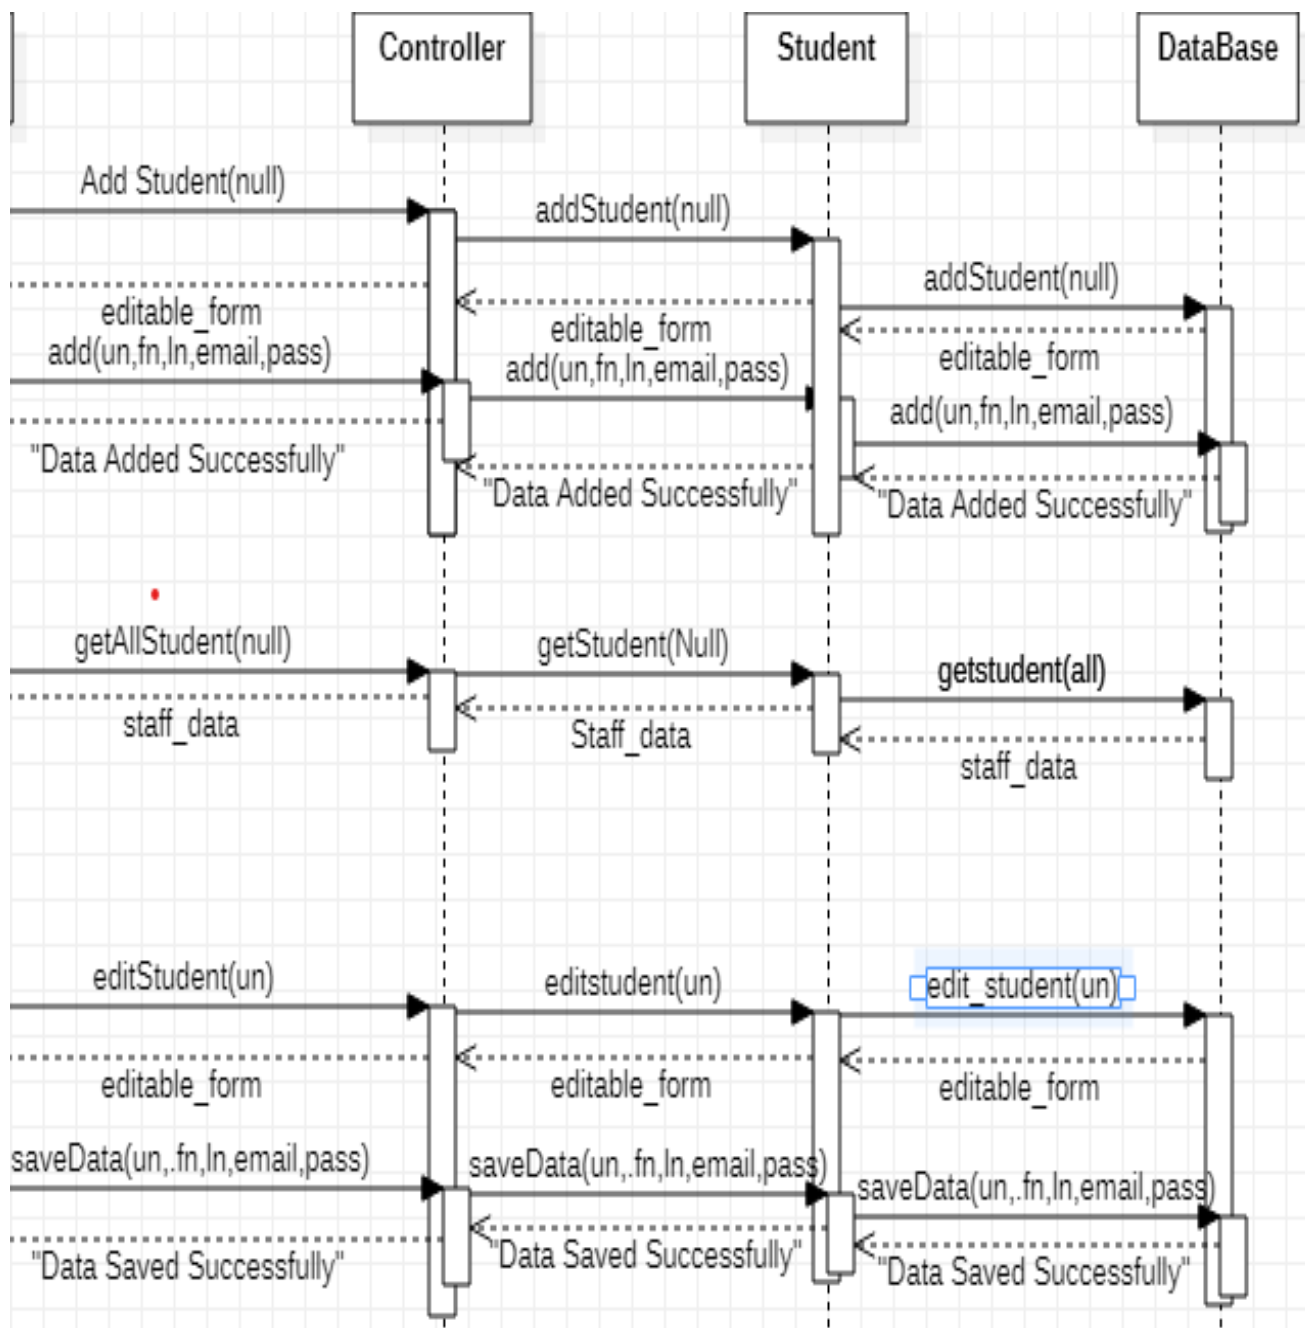 Controller
Student
DataBase
Add Student(null)
addStudent(null)
addStudent(null)
editable_form
editable_form
editable_form
add(un,fn,ln,email,pass)
add(un,fn,ln,email,pass)
add(un,fn,ln,email,pass)
"Data Added Successfully"
"Data Added Successfully"
"Data Added Successfully"
getAllStudent(null)
getStudent(Null)
getstudent(all)
staff_data
Staff_data
staff_data
editStudent(un)
editstudent(un)
edit_student(un)
editable_form
editable_form
editable_form
saveData(un,.fn,ln,email,pass)
saveData(un,.fn,ln,email,pass)
saveData(un,.fn,ln,email,pass)
"Data Saved Successfully"
"Data Saved Successfully"
"Data Saved Successfully"